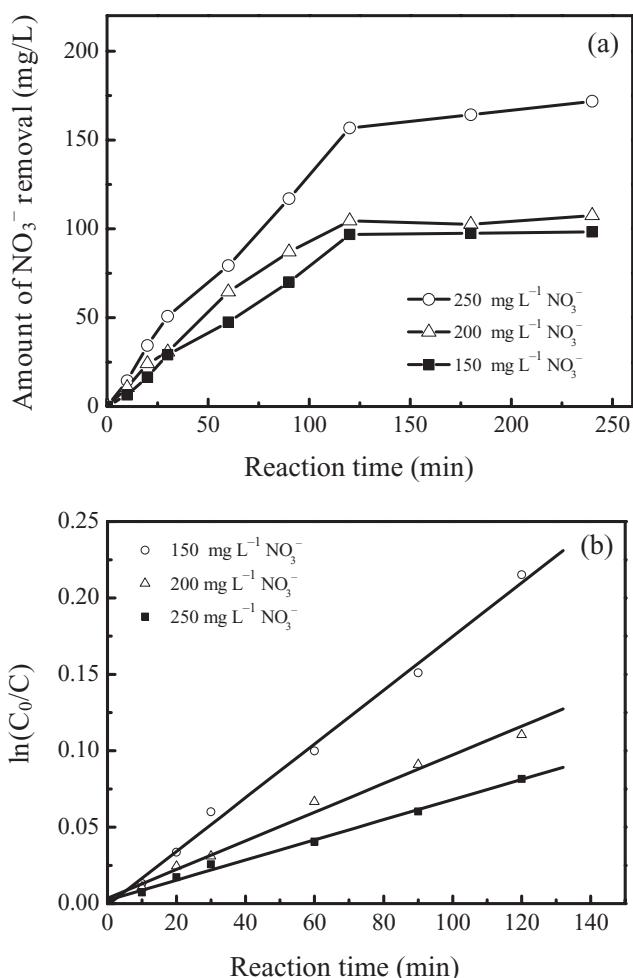 (a)
200
150
100
50
0
Amount of NO₃⁻ removal (mg/L)
250 mg L⁻¹ NO₃⁻
200 mg L⁻¹ NO₃⁻
150 mg L⁻¹ NO₃⁻
0 50 100 150 200 250
Reaction time (min)
(b)
0.25
0.20
0.15
0.10
0.05
0.00
ln(C₀/C)
150 mg L⁻¹ NO₃⁻
200 mg L⁻¹ NO₃⁻
250 mg L⁻¹ NO₃⁻
0 20 40 60 80 100 120 140
Reaction time (min)